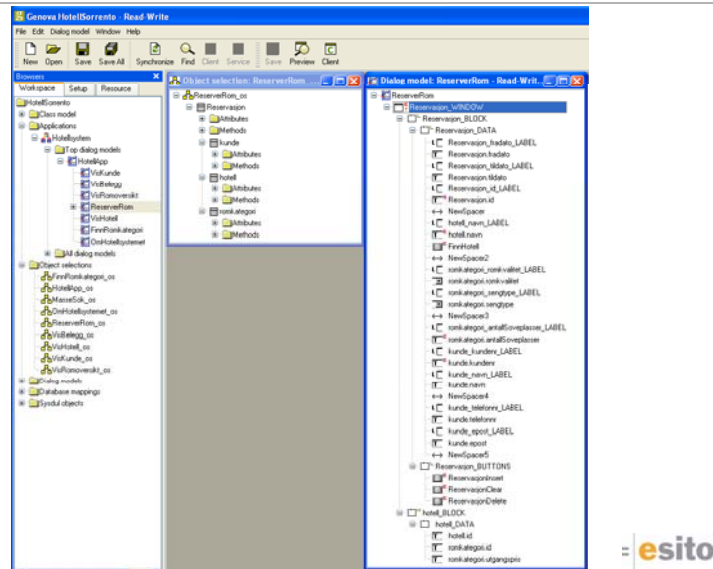 Genova HotellSorrento - Read-Write
File Edit Dialog model Window Help
New Open Save Save All Synchronize Find Client Service Save Preview Client
Browsers
Workspace Setup Resource
HotellSorrento
Class model
Applications
Hotellsystem
Top dialog models
HotellApp
VisKunde
VisBelegg
VisRomoversikt
ReserverRom
VisHotell
FinnRomkategori
OmHotellsystemet
All dialog models
Object selections
FinnRomkategori_os
HotellApp_os
MasseSok_os
OmHotellsystemet_os
ReserverRom_os
VisBelegg_os
VisHotell_os
VisKunde_os
VisRomoversikt_os
Dialog models
Database mappings
Sysdul objects
Object selection: ReserverRom
ReserverRom_os
Reservasjon
Attributes
Methods
kunde
Attributes
Methods
hotell
Attributes
Methods
romkategori
Attributes
Methods
Dialog model: ReserverRom - Read-Writ...
ReserverRom
Reservasjon_WINDOW
Reservasjon_BLOCK
Reservasjon_DATA
Reservasjon_fradato_LABEL
Reservasjon.fradato
Reservasjon_tildato_LABEL
Reservasjon.tildato
Reservasjon_id_LABEL
Reservasjon.id
NewSpacer
hotell_navn_LABEL
hotell.navn
FinnHotell
NewSpacer2
romkategori_romkvalitet_LABEL
romkategori.romkvalitet
romkategori_sengtype_LABEL
romkategori.sengtype
NewSpacer3
romkategori_antallSoveplasser_LABEL
romkategori.antallSoveplasser
kunde_kundenr_LABEL
kunde.kundenr
kunde_navn_LABEL
kunde.navn
NewSpacer4
kunde_telefonnr_LABEL
kunde.telefonnr
kunde_epost_LABEL
kunde.epost
NewSpacer5
Reservasjon_BUTTONS
ReservasjonInsert
ReservasjonClear
ReservasjonDelete
hotell_BLOCK
hotell_DATA
hotell.id
romkategori.id
romkategori.utgangspris
esito